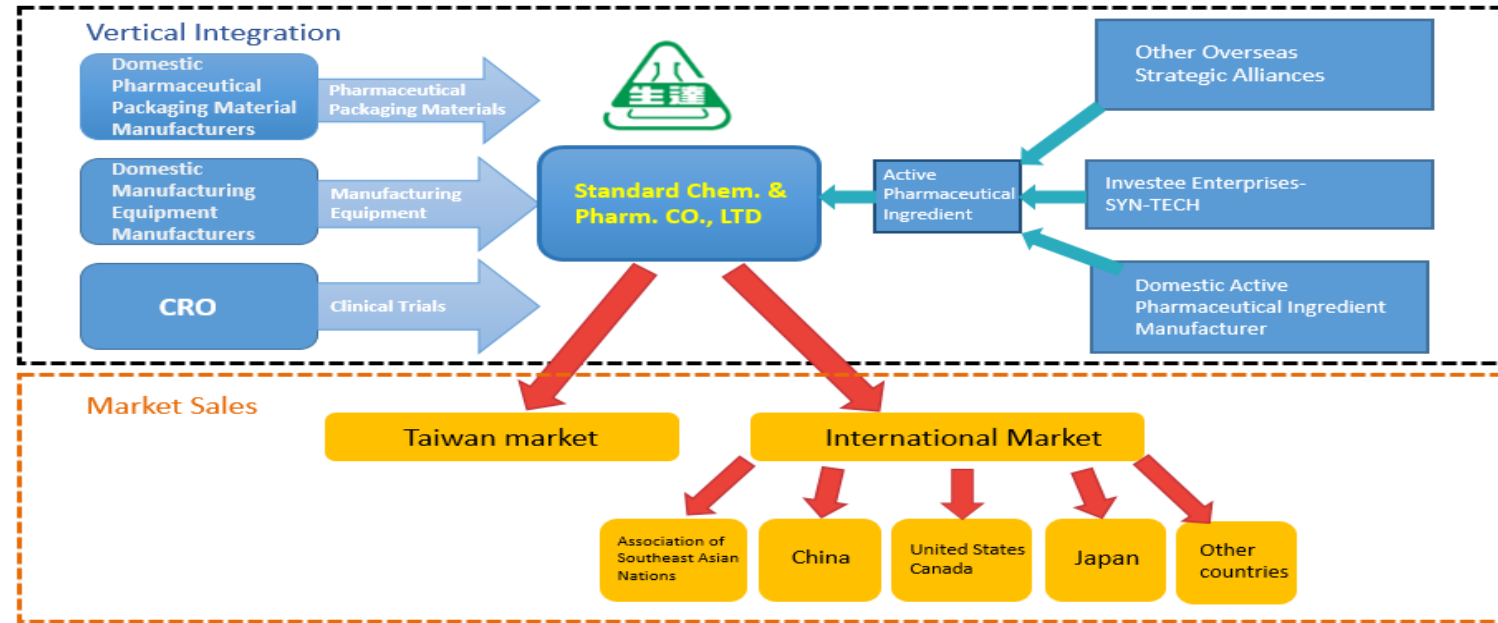 Vertical Integration
Domestic
Pharmaceutical
Packaging Material
Manufacturers
Pharmaceutical
Packaging Materials
生達
Other Overseas
Strategic Alliances
Domestic
Manufacturing
Equipment
Manufacturers
Manufacturing
Equipment
Standard Chem. &
Pharm. CO., LTD
Active
Pharmaceutical
Ingredient
Investee Enterprises-
SYN-TECH
CRO
Clinical Trials
Domestic Active
Pharmaceutical Ingredient
Manufacturer
Market Sales
Taiwan market
International Market
Association of
Southeast Asian
Nations
China
United States
Canada
Japan
Other
countries